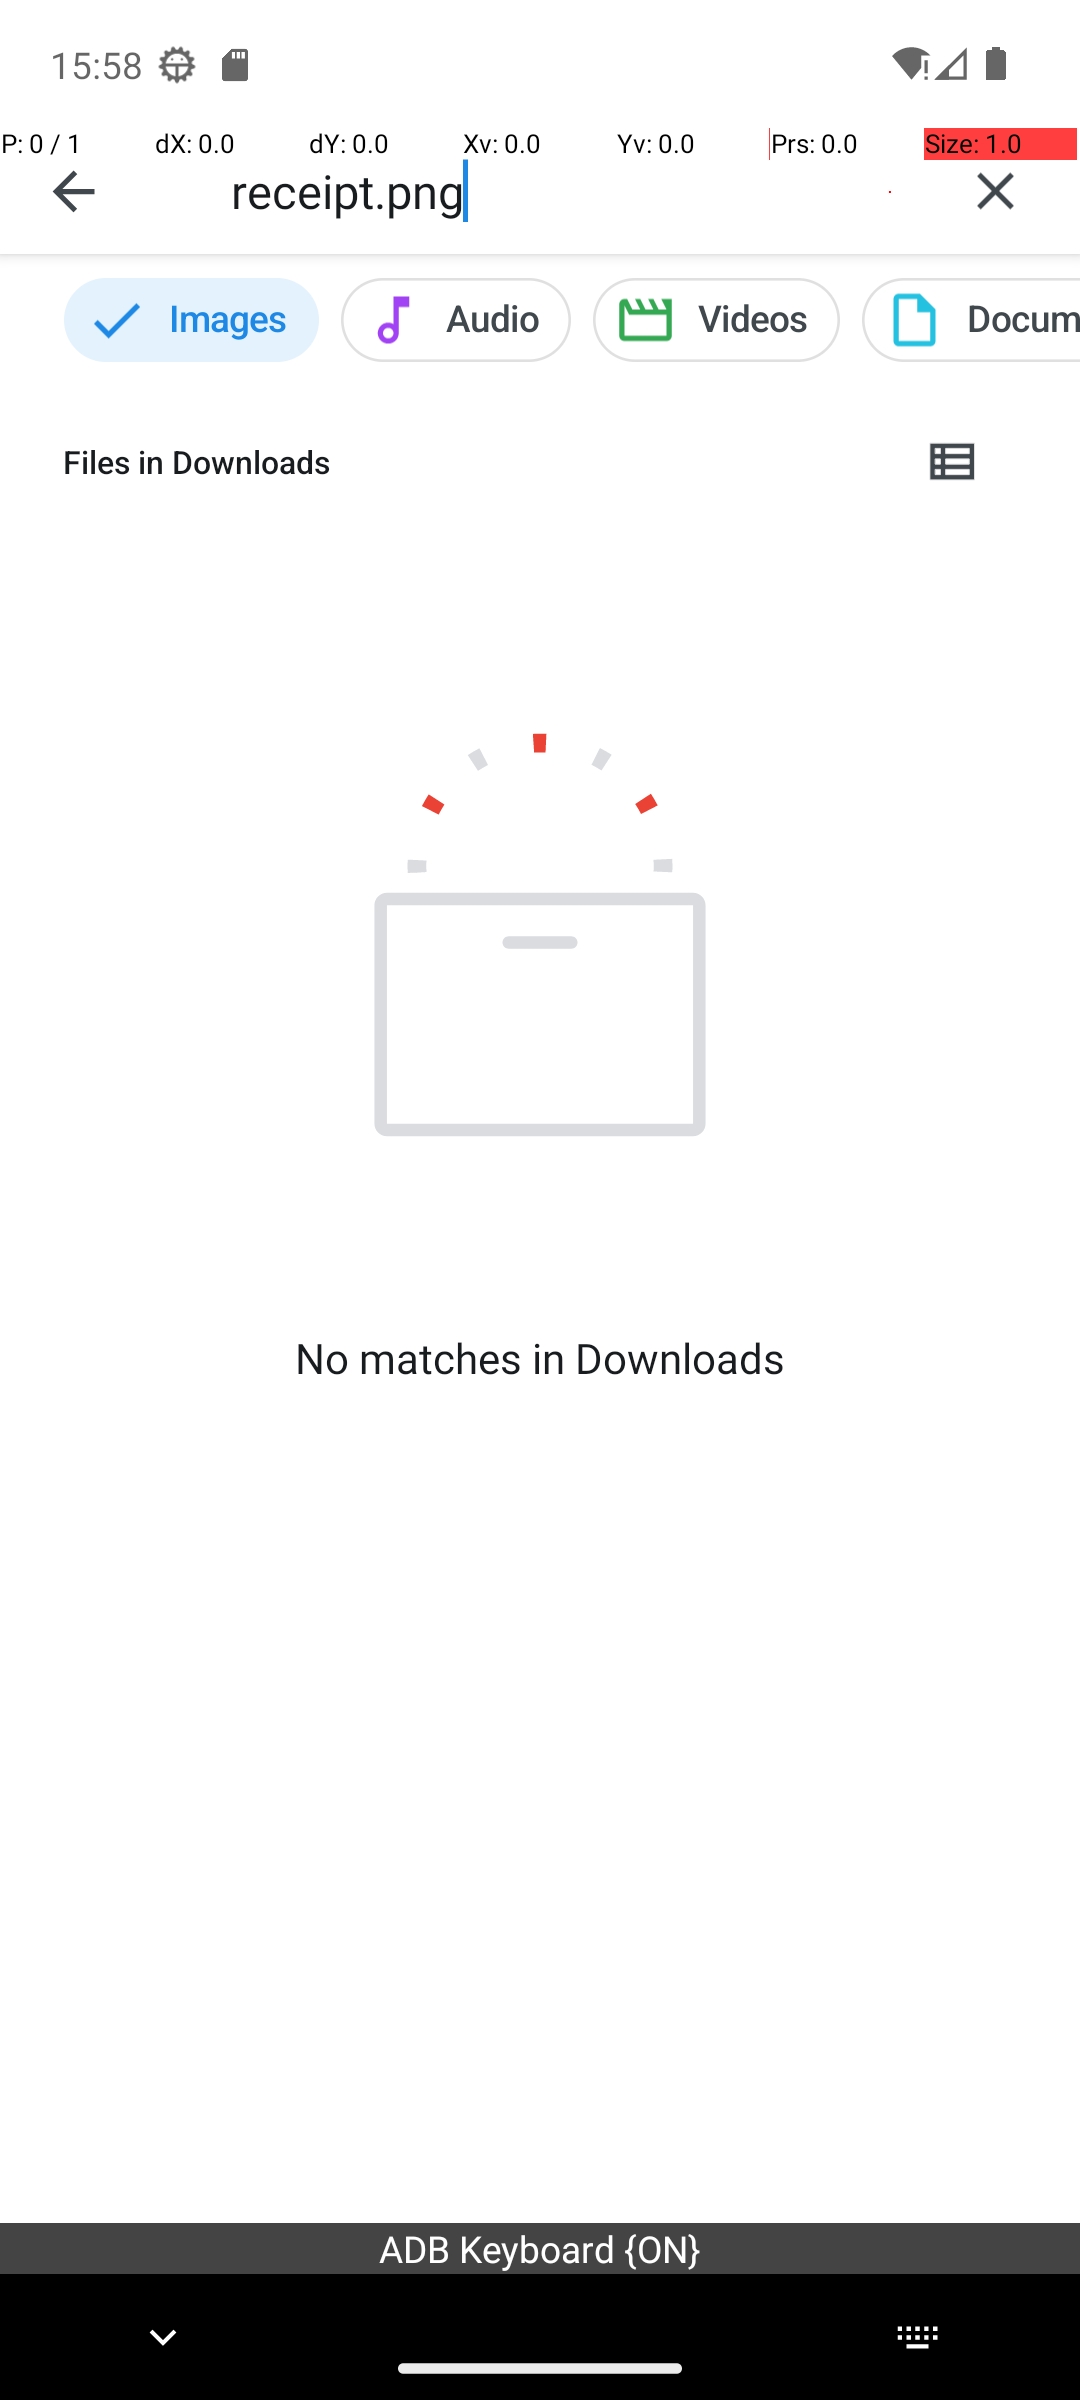 15:58
P: 0 / 1 dX: 0.0 dY: 0.0 Xv: 0.0 Yv: 0.0 Prs: 0.0 Size: 1.0
receipt.png
Images Audio Videos Docum
Files in Downloads
No matches in Downloads
ADB Keyboard {ON}